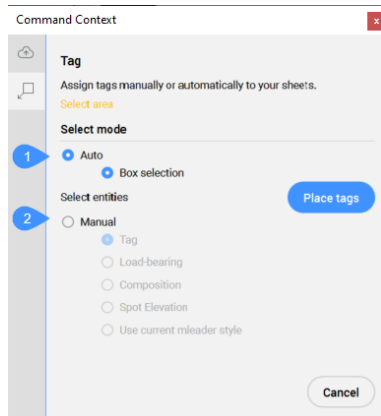 Command Context
x
Tag
Assign tags manually or automatically to your sheets.
Select area
Select mode
1
Auto
Box selection
Select entities
Place tags
2
Manual
Tag
Load-bearing
Composition
Spot Elevation
Use current mleader style
Cancel